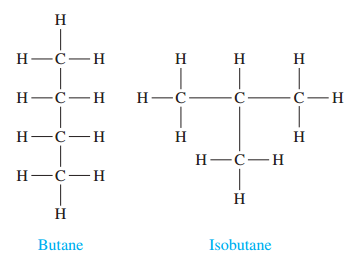 H
H—C—H
H—C—H
H—C—H
H—C—H
H
H H H
H—C—C—C—H
H H
H—C—H
H
Butane
Isobutane